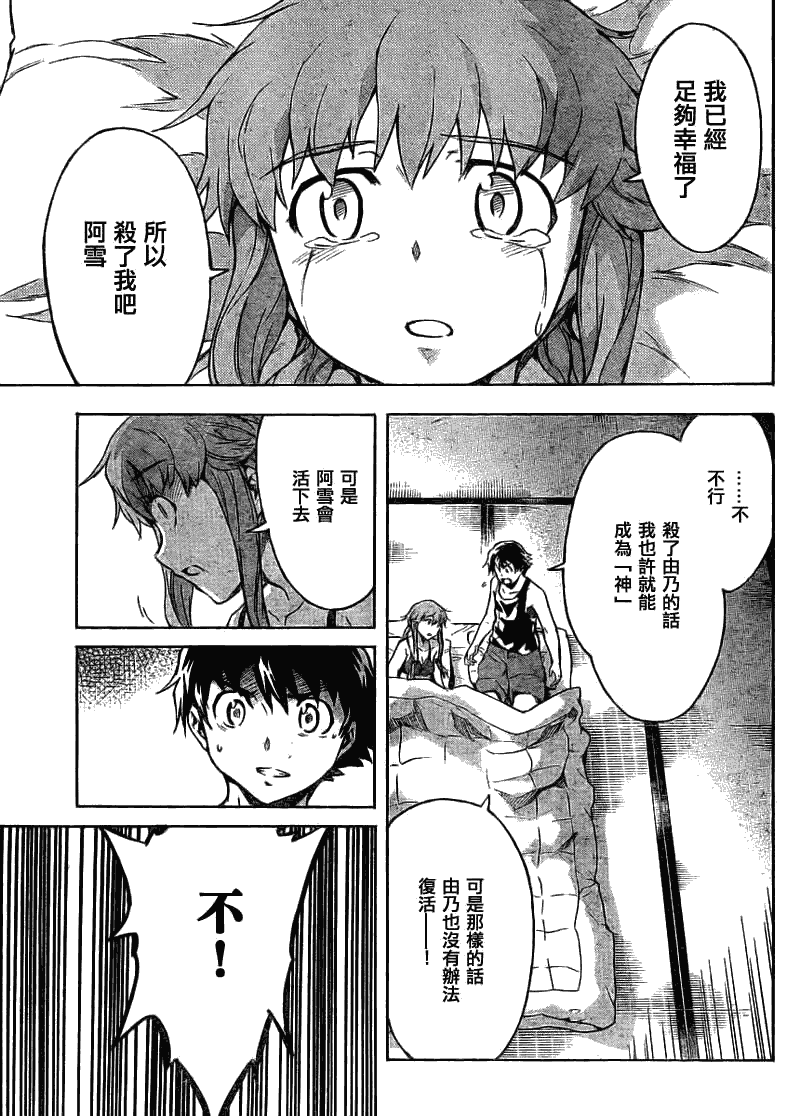 我已經
足夠幸福了
所以
殺了我吧
阿雪
……不
不行
殺了由乃的話
我也許就能
成為「神」
可是那樣的話
由乃也沒有辦法
復活──！
可是
阿雪會
活下去
不！